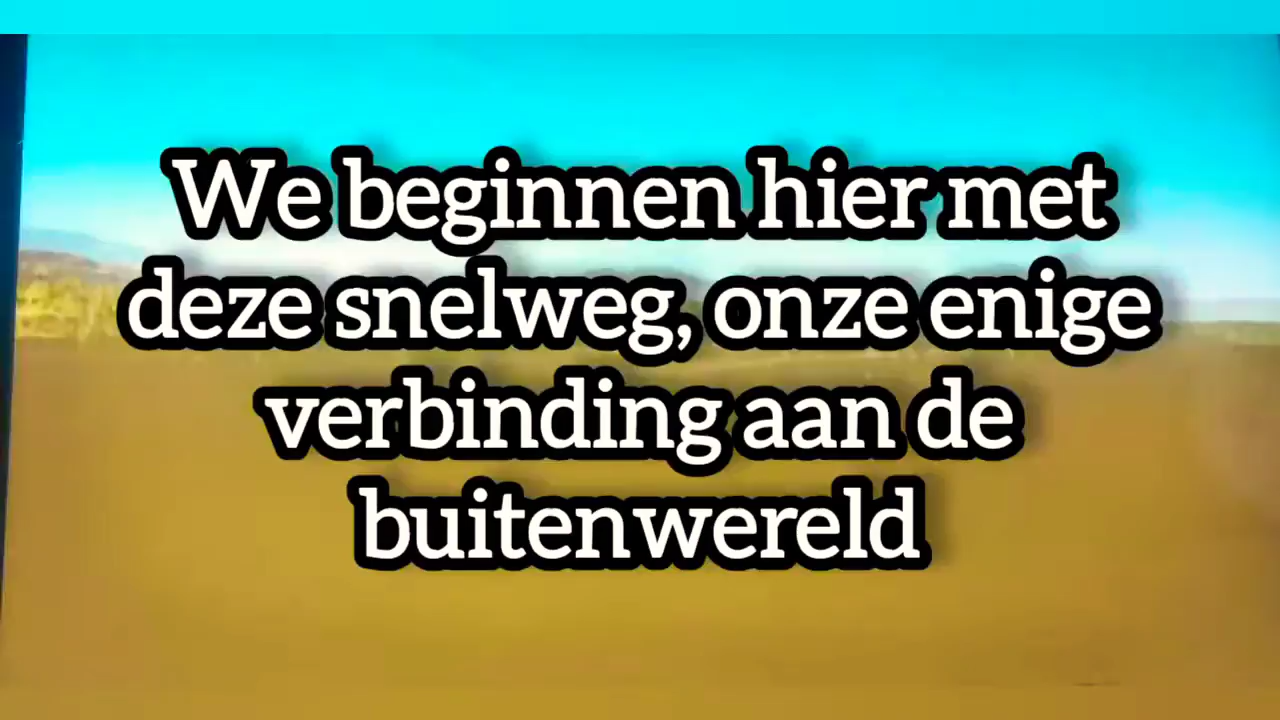 We beginnen hier met
deze snelweg, onze enige
verbinding aan de
buitenwereld